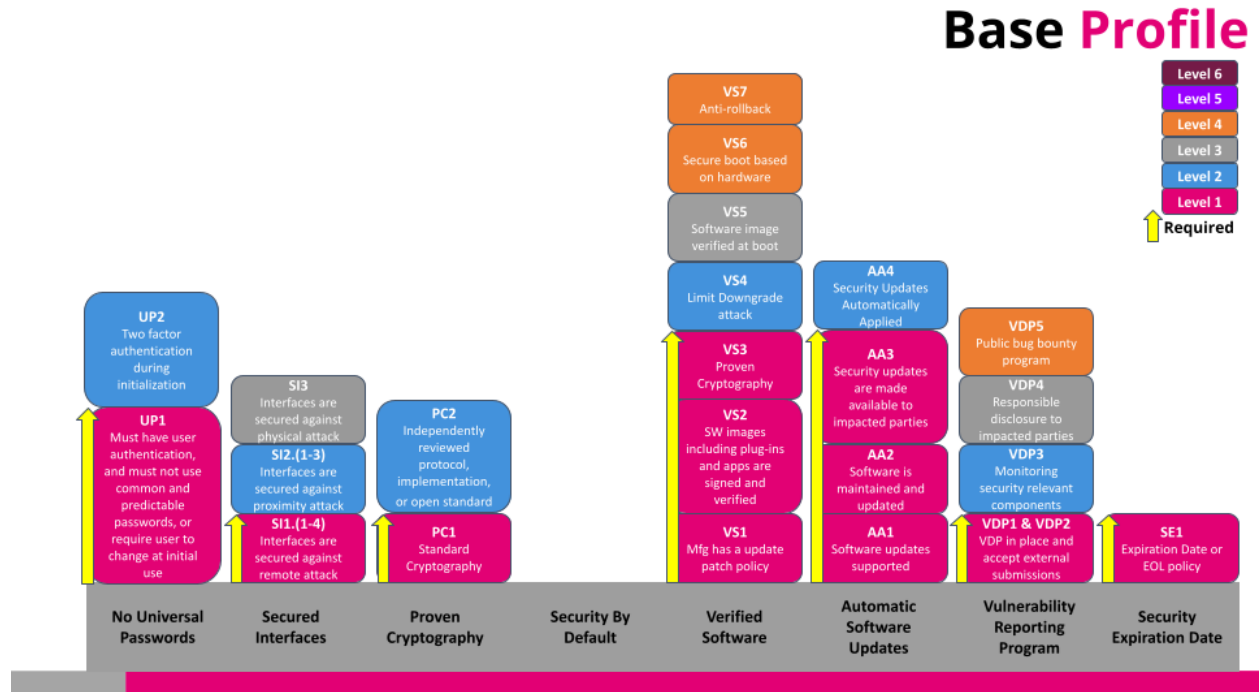 Base Profile
Level 6
Level 5
Level 4
Level 3
Level 2
Level 1
Required
UP2
Two factor
authentication
during
initialization
UP1
Must have user
authentication,
and must not use
common and
predictable
passwords, or
require user to
change at initial
use
No Universal
Passwords
SI3
Interfaces are
secured against
physical attack
SI2.(1-3)
Interfaces are
secured against
proximity attack
SI1.(1-4)
Interfaces are
secured against
remote attack
Secured
Interfaces
PC2
Independently
reviewed
protocol,
implementation,
or open standard
PC1
Standard
Cryptography
Proven
Cryptography
Security By
Default
VS7
Anti-rollback
VS6
Secure boot based
on hardware
VS5
Software image
verified at boot
VS4
Limit Downgrade
attack
VS3
Proven
Cryptography
VS2
SW images
including plug-ins
and apps are
signed and
verified
VS1
Mfg has a update
patch policy
Verified
Software
AA4
Security Updates
Automatically
Applied
AA3
Security updates
are made
available to
impacted parties
AA2
Software is
maintained and
updated
AA1
Software updates
supported
Automatic
Software
Updates
VDP5
Public bug bounty
program
VDP4
Responsible
disclosure to
impacted parties
VDP3
Monitoring
security relevant
components
VDP1 & VDP2
VDP in place and
accept external
submissions
Vulnerability
Reporting
Program
SE1
Expiration Date or
EOL policy
Security
Expiration Date